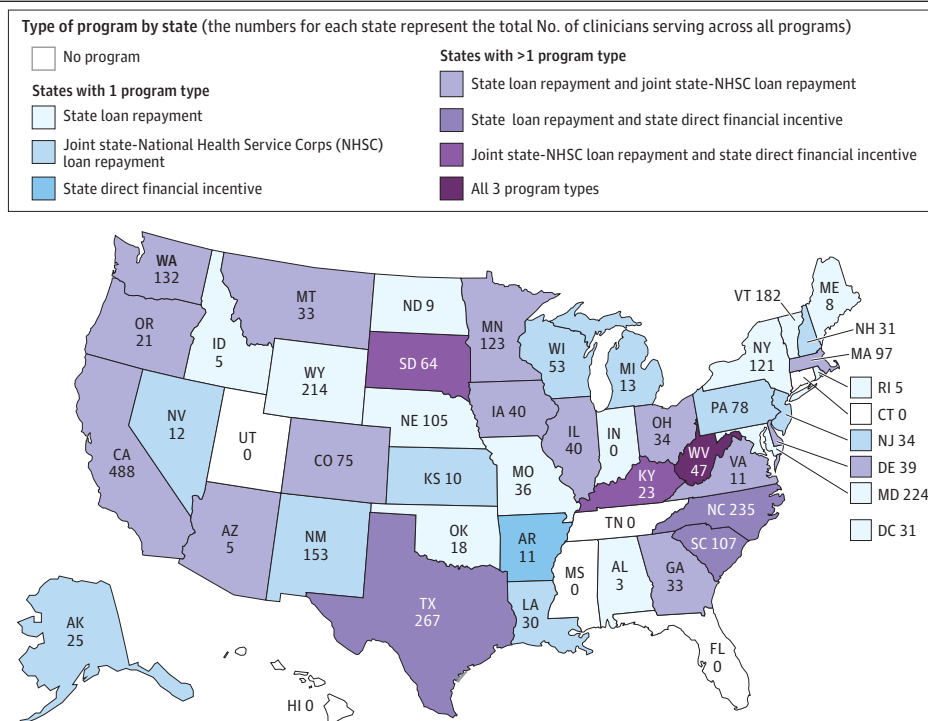 Type of program by state (the numbers for each state represent the total No. of clinicians serving across all programs)
No program
States with 1 program type
State loan repayment
Joint state-National Health Service Corps (NHSC)
loan repayment
State direct financial incentive
States with >1 program type
State loan repayment and joint state-NHSC loan repayment
State loan repayment and state direct financial incentive
Joint state-NHSC loan repayment and state direct financial incentive
All 3 program types
WA
132
OR
21
ID
5
MT
33
ND 9
MN
123
WI
53
MI
13
VT 182
ME
8
NH 31
NY
121
MA 97
RI 5
CT 0
PA 78
NJ 34
DE 39
MD 224
DC 31
SD 64
WY
214
NV
12
UT
0
CA
488
CO 75
NE 105
IA 40
IL
40
IN
0
OH
34
WV
47
VA
11
KS 10
MO
36
KY
23
NC 235
TN 0
SC 107
AZ
5
NM
153
OK
18
AR
11
MS
0
AL
3
GA
33
TX
267
LA
30
FL
0
AK
25
HI 0